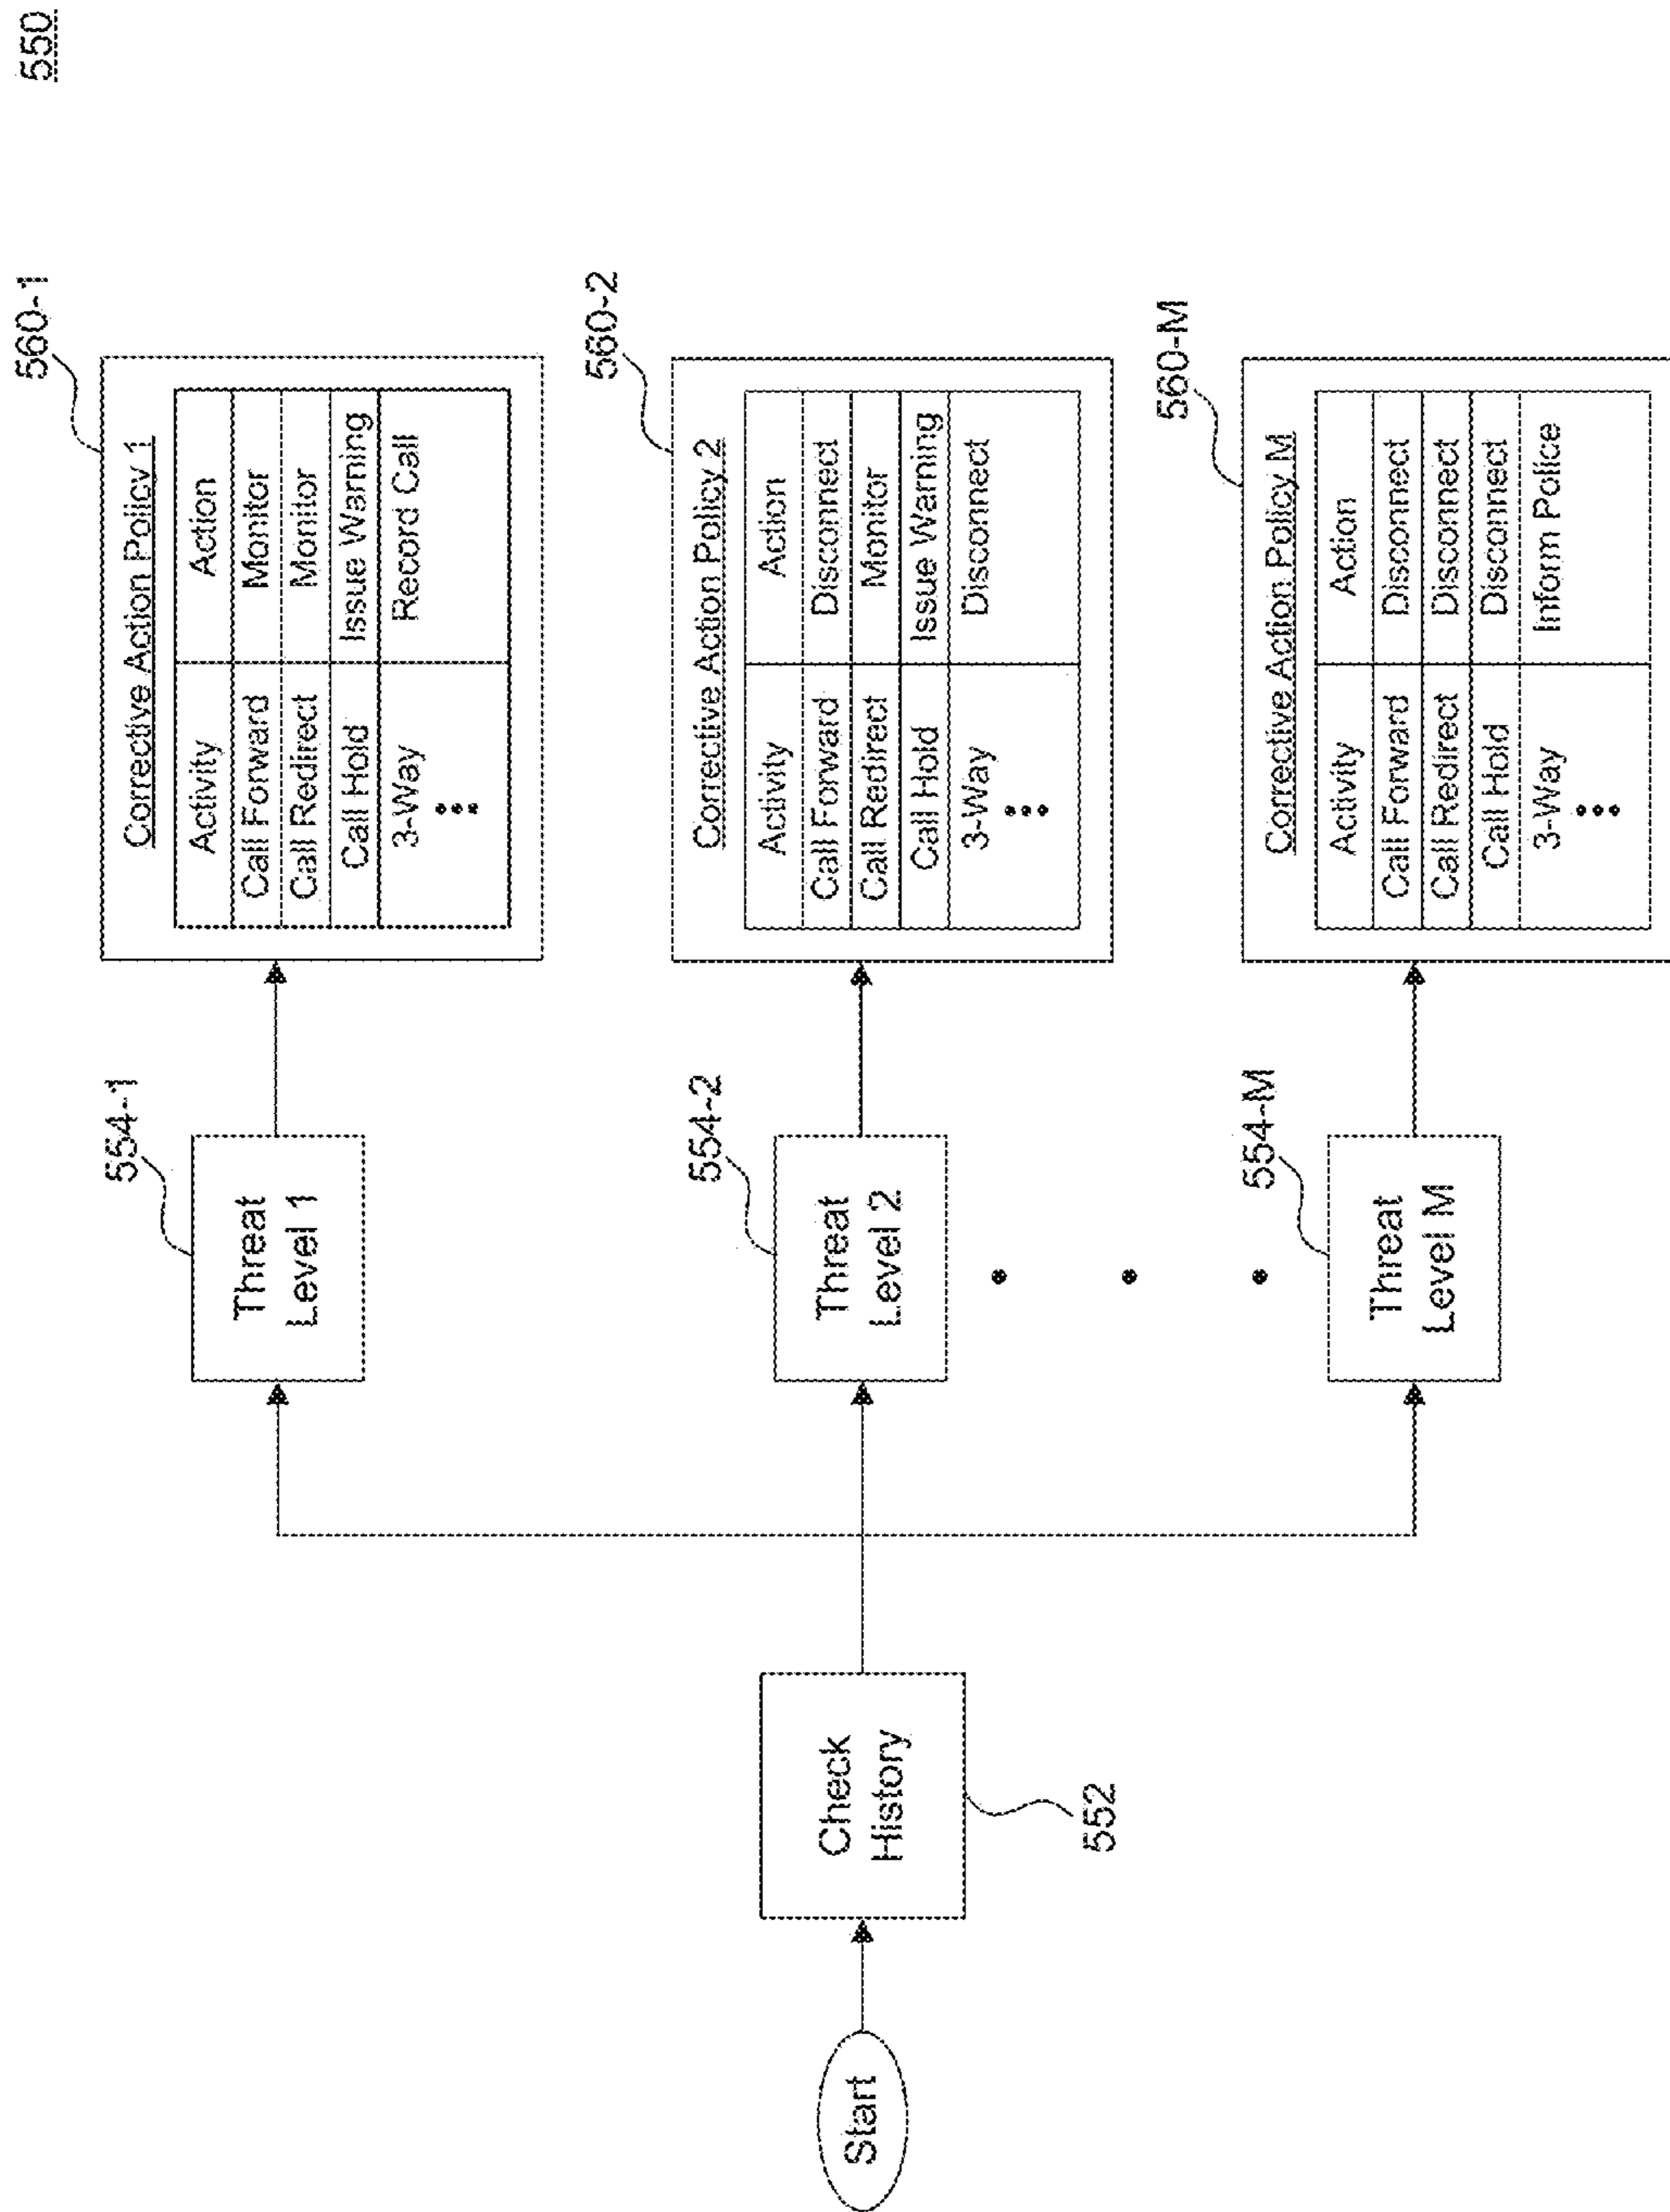 550
Start
Check
History
552
Threat
Level 1
554-1
Threat
Level 2
554-2
Threat
Level M
554-M
560-1
Corrective Action Policy 1
Activity Action
Call Forward Monitor
Call Redirect Monitor
Call Hold Issue Warning
3-Way Record Call
560-2
Corrective Action Policy 2
Activity Action
Call Forward Disconnect
Call Redirect Monitor
Call Hold Issue Warning
3-Way Disconnect
560-M
Corrective Action Policy M
Activity Action
Call Forward Disconnect
Call Redirect Disconnect
Call Hold Disconnect
3-Way Inform Police